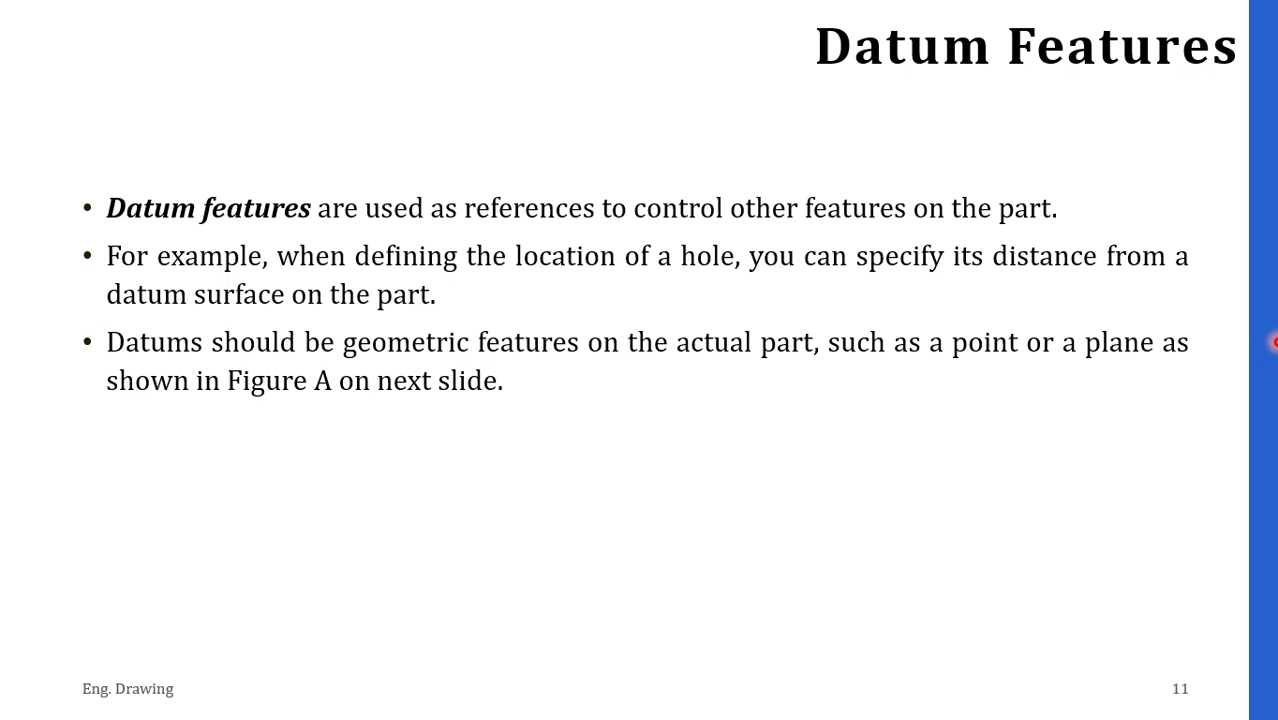 Datum Features
• Datum features are used as references to control other features on the part.
• For example, when defining the location of a hole, you can specify its distance from a
datum surface on the part.
• Datums should be geometric features on the actual part, such as a point or a plane as
shown in Figure A on next slide.
Eng. Drawing
11